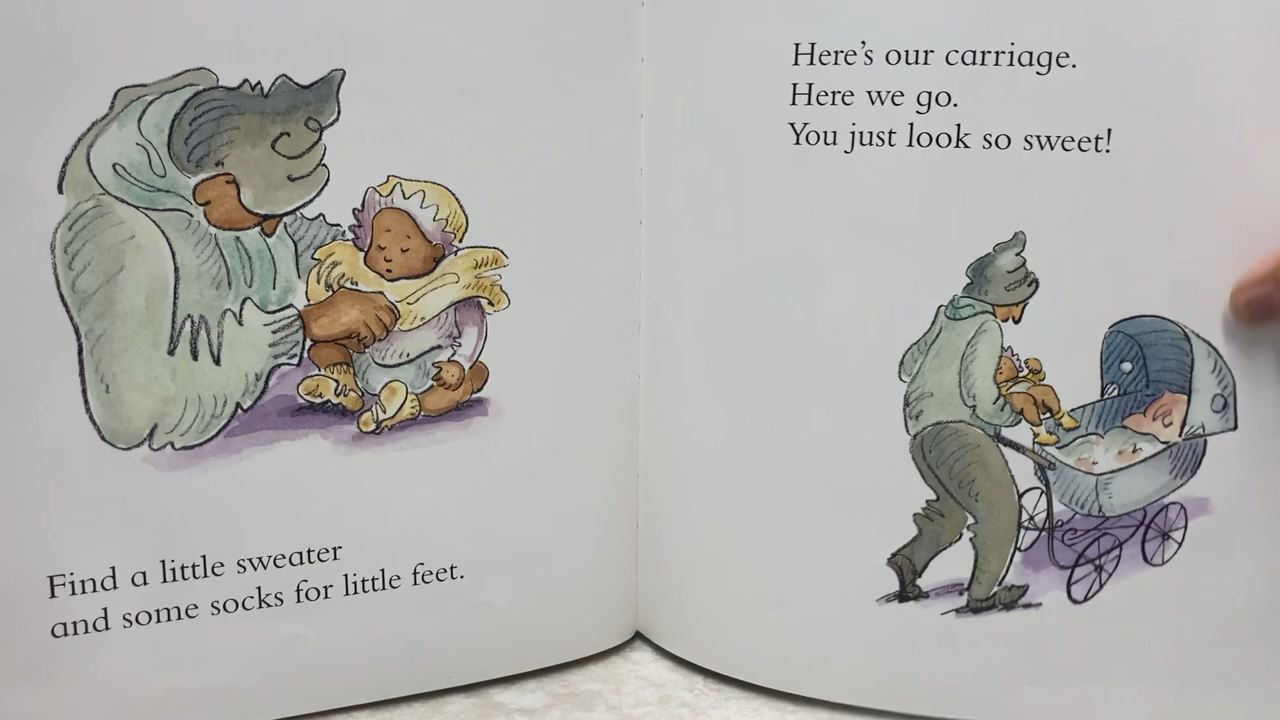 Find a little sweater
and some socks for little feet.
Here's our carriage.
Here we go.
You just look so sweet!